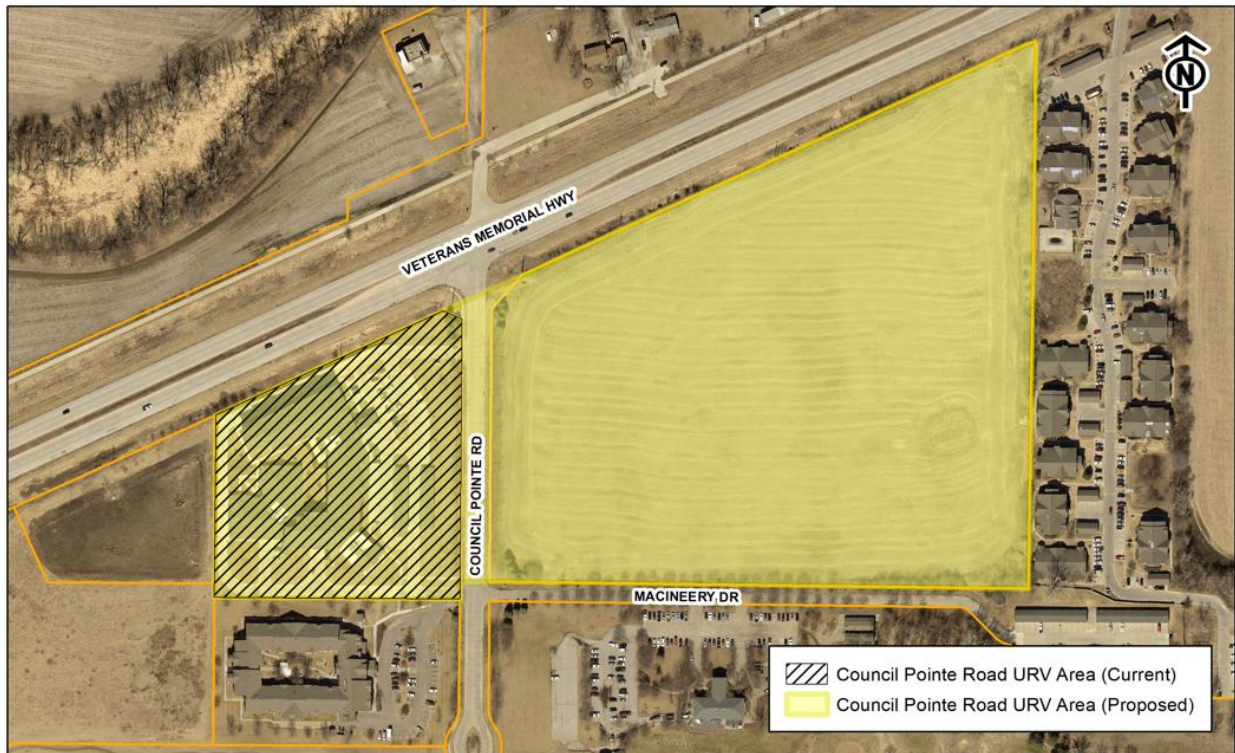 N
VETERANS MEMORIAL HWY
COUNCIL POINTE RD
MACINEERY DR
Council Pointe Road URV Area (Current)
Council Pointe Road URV Area (Proposed)